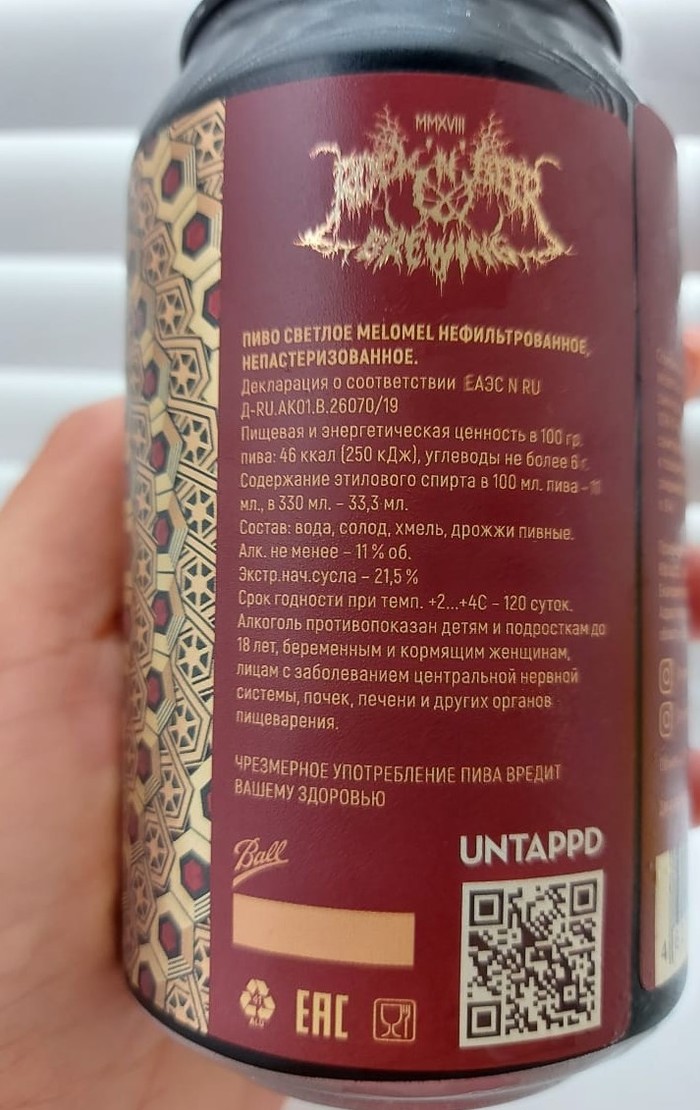 MMXVIII
ROCK'N'BEER
BREWING
ПИВО СВЕТЛОЕ MELOMEL НЕФИЛЬТРОВАННОЕ,
НЕПАСТЕРИЗОВАННОЕ.
Декларация о соответствии ЕАЭС N RU
Д-RU.АК01.В.26070/19
Пищевая и энергетическая ценность в 100 гр.
пива: 46 ккал (250 кДж), углеводы не более 6 г.
Содержание этилового спирта в 100 мл. пива -
мл., в 330 мл. – 33,3 мл.
Состав: вода, солод, хмель, дрожжи пивные.
Алк. не менее – 11 % об.
Экстр.нач.сусла – 21,5 %
Срок годности при темп. +2...+4С – 120 суток.
Алкоголь противопоказан детям и подросткам до
18 лет, беременным и кормящим женщинам,
лицам с заболеванием центральной нервной
системы, почек, печени и других органов
пищеварения.
ЧРЕЗМЕРНОЕ УПОТРЕБЛЕНИЕ ПИВА ВРЕДИТ
ВАШЕМУ ЗДОРОВЬЮ
Ball
UNTAPPD
41
ALU
EAC